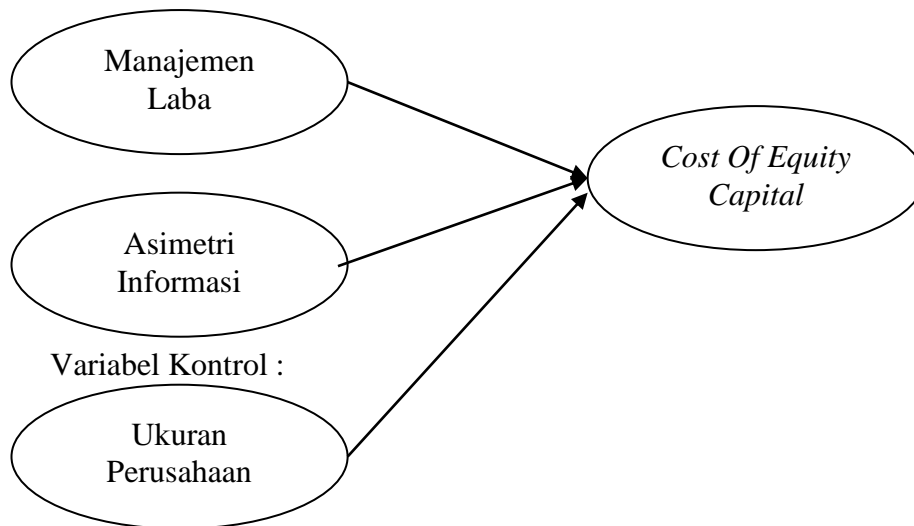 Manajemen
Laba
Cost Of Equity
Capital
Asimetri
Informasi
Variabel Kontrol :
Ukuran
Perusahaan